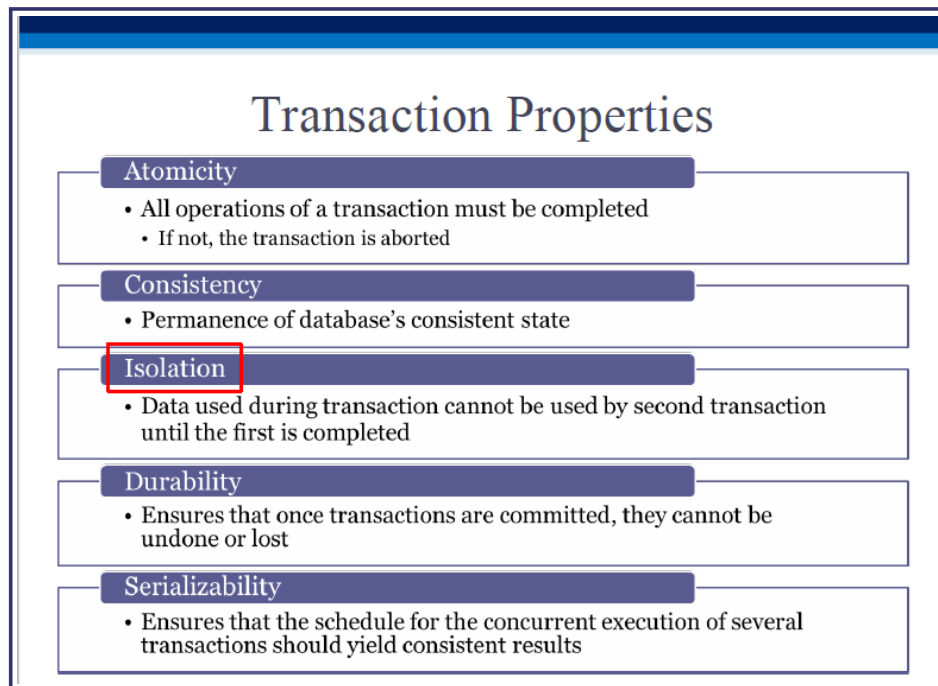 Transaction Properties
Atomicity
• All operations of a transaction must be completed
• If not, the transaction is aborted
Consistency
• Permanence of database’s consistent state
Isolation
• Data used during transaction cannot be used by second transaction
until the first is completed
Durability
• Ensures that once transactions are committed, they cannot be
undone or lost
Serializability
• Ensures that the schedule for the concurrent execution of several
transactions should yield consistent results